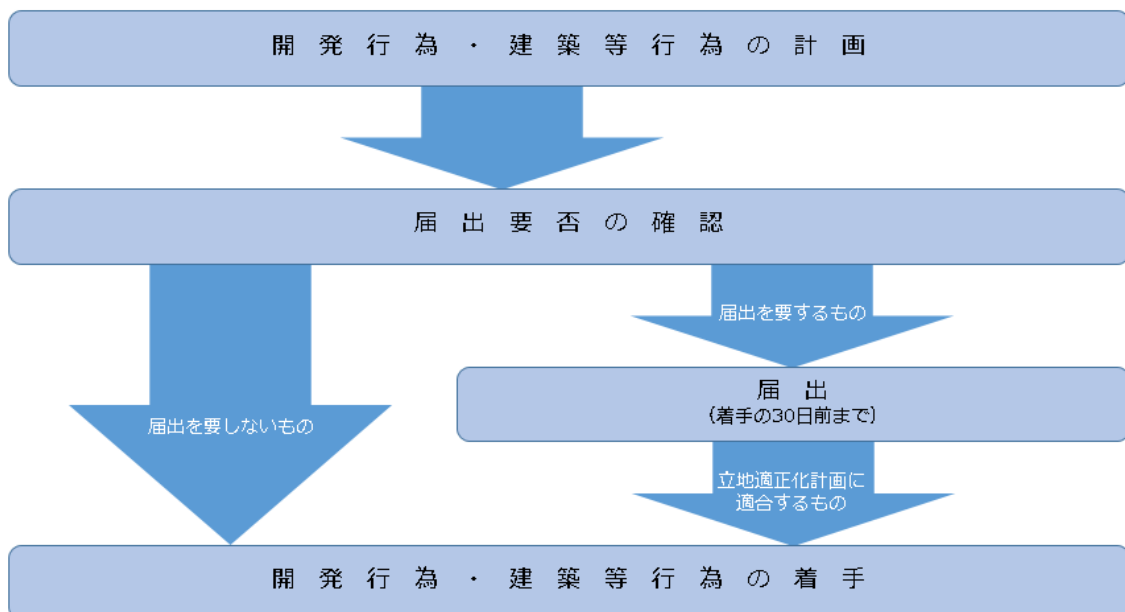 開発行為・建築等行為の計画
届出要否の確認
届出を要するもの
届出
(着手の30日前まで)
届出を要しないもの
立地適正化計画に
適合するもの
開発行為・建築等行為の着手